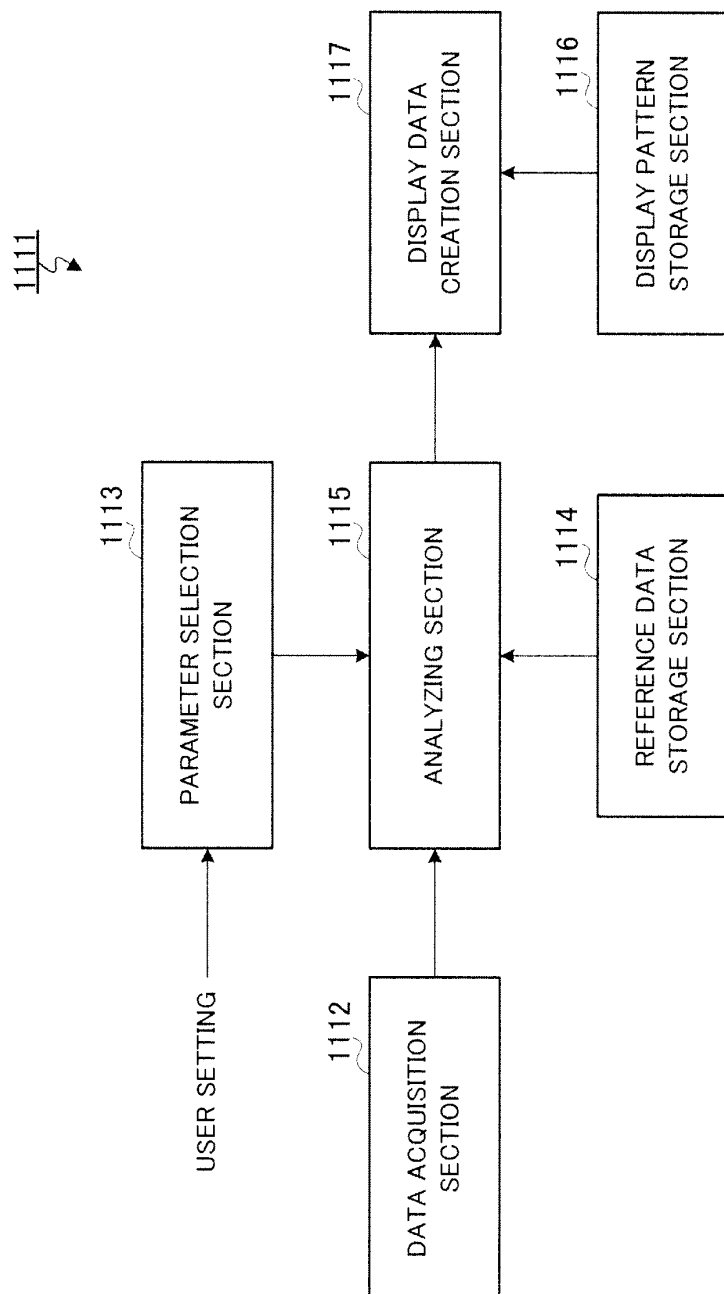 1111
USER SETTING
1113
PARAMETER SELECTION
SECTION
1112
DATA ACQUISITION
SECTION
1115
ANALYZING SECTION
1117
DISPLAY DATA
CREATION SECTION
1114
REFERENCE DATA
STORAGE SECTION
1116
DISPLAY PATTERN
STORAGE SECTION